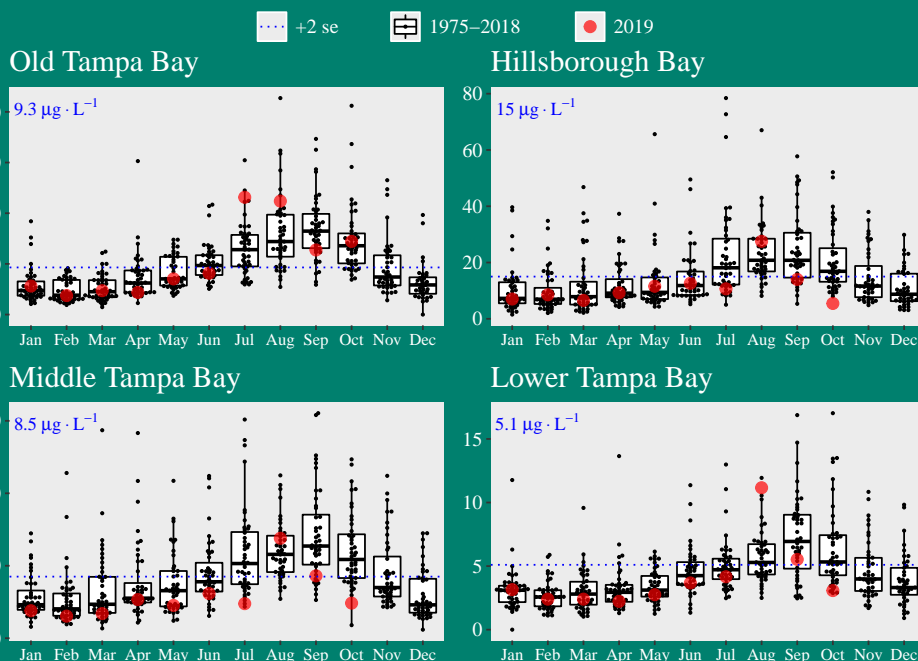 +2 se 1975–2018 2019
Old Tampa Bay
9.3 μg · L⁻¹
Jan Feb Mar Apr May Jun Jul Aug Sep Oct Nov Dec
Hillsborough Bay
80
15 μg · L⁻¹
60
40
20
0
Jan Feb Mar Apr May Jun Jul Aug Sep Oct Nov Dec
Middle Tampa Bay
8.5 μg · L⁻¹
Jan Feb Mar Apr May Jun Jul Aug Sep Oct Nov Dec
Lower Tampa Bay
5.1 μg · L⁻¹
15
10
5
0
Jan Feb Mar Apr May Jun Jul Aug Sep Oct Nov Dec